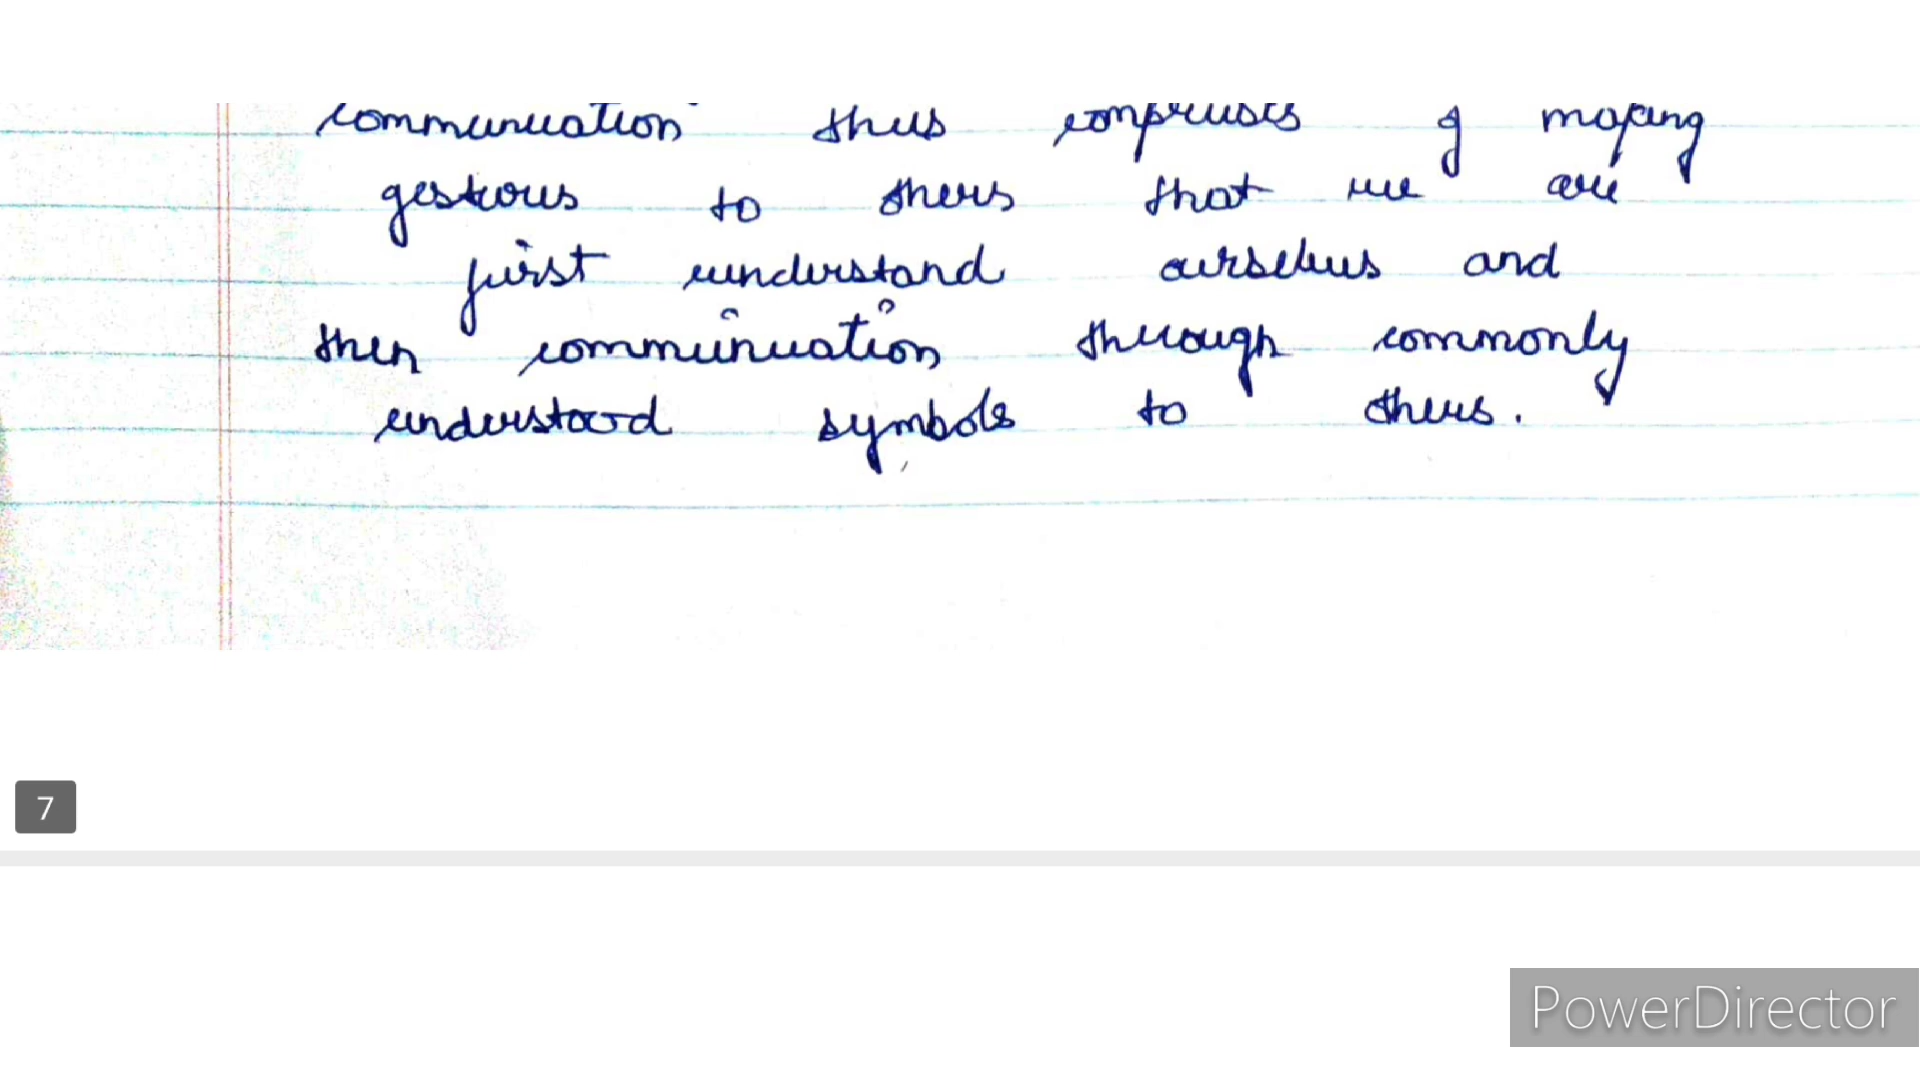 communication thus comprises of making
gestures to others that we are
first understand ourselves and
then communication through commonly
understood symbols to others.
7
PowerDirector